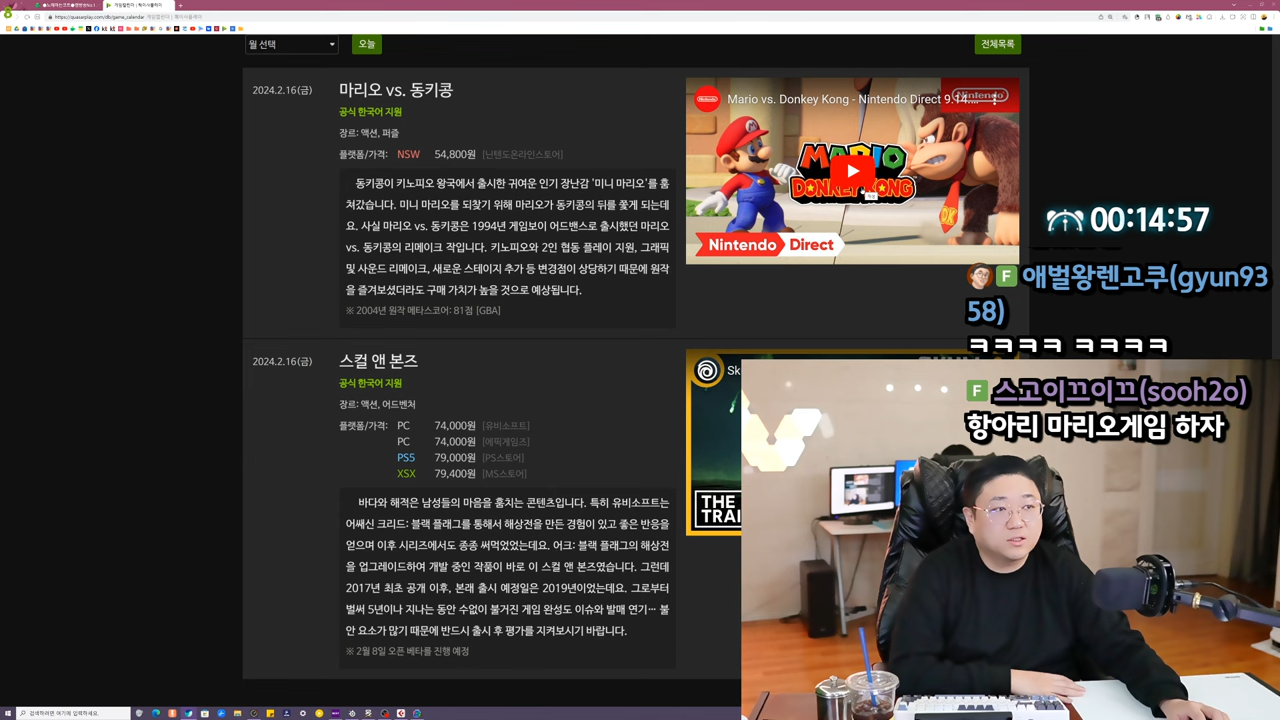 https://quasarplay.com/db/game_calendar
월 선택
오늘
전체목록
2024.2.16(금)
마리오 vs. 동키콩
공식 한국어 지원
장르: 액션, 퍼즐
플랫폼/가격: NSW 54,800원 [닌텐도온라인스토어]
동키콩이 키노피오 왕국에서 출시한 귀여운 인기 장난감 '미니 마리오'를 훔
쳐갔습니다. 미니 마리오를 되찾기 위해 마리오가 동키콩의 뒤를 쫓게 되는데
요. 사실 마리오 vs. 동키콩은 1994년 게임보이 어드밴스로 출시했던 마리오
vs. 동키콩의 리메이크 작입니다. 키노피오와 2인 협동 플레이 지원, 그래픽
및 사운드 리메이크, 새로운 스테이지 추가 등 변경점이 상당하기 때문에 원작
을 즐겨보셨더라도 구매 가치가 높을 것으로 예상됩니다.
※ 2004년 원작 메타스코어: 81점 [GBA]
Mario vs. Donkey Kong - Nintendo Direct 9.14....
Nintendo
MARIO
DONKEY KONG
Nintendo Direct
00:14:57
F 애벌왕렌고쿠(gyun93
58)
ㅋㅋㅋㅋ ㅋㅋㅋㅋ
F 스고이끄이끄(sooh2o)
항아리 마리오게임 하자
2024.2.16(금)
스컬 앤 본즈
공식 한국어 지원
장르: 액션, 어드벤처
플랫폼/가격: PC 74,000원 [유비소프트]
PC 74,000원 [에픽게임즈]
PS5 79,000원 [PS스토어]
XSX 79,400원 [MS스토어]
바다와 해적은 남성들의 마음을 훔치는 콘텐츠입니다. 특히 유비소프트는
어쌔신 크리드: 블랙 플래그를 통해서 해상전을 만든 경험이 있고 좋은 반응을
얻으며 이후 시리즈에서도 종종 써먹었었는데요. 어크: 블랙 플래그의 해상전
을 업그레이드하여 개발 중인 작품이 바로 이 스컬 앤 본즈였습니다. 그런데
2017년 최초 공개 이후, 본래 출시 예정일은 2019년이었는데요. 그로부터
벌써 5년이나 지나는 동안 수없이 불거진 게임 완성도 이슈와 발매 연기… 불
안 요소가 많기 때문에 반드시 출시 후 평가를 지켜보시기 바랍니다.
※ 2월 8일 오픈 베타를 진행 예정
Sk
THE
TRAI
검색하려면 여기에 입력하세요.